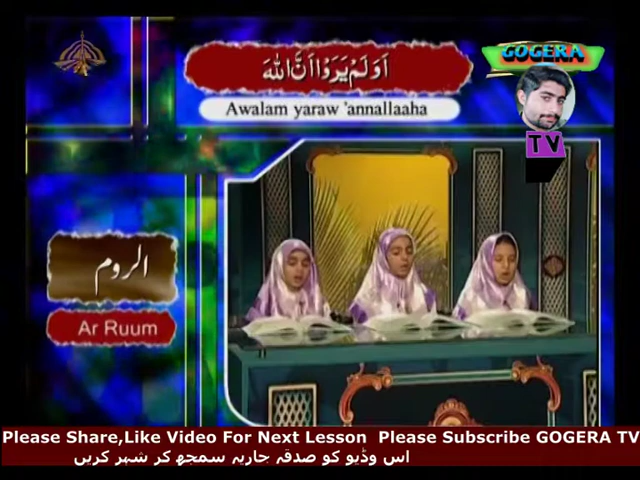 اَوَلَمْ يَرَوْا اَنَّ اللّٰهَ
Awalam yaraw 'annallaaha
GOGERA
TV
الروم
Ar Ruum
Please Share,Like Video For Next Lesson Please Subscribe GOGERA TV
اس وڈیو کو صدقہ جاریہ سمجھ کر شہر کریں